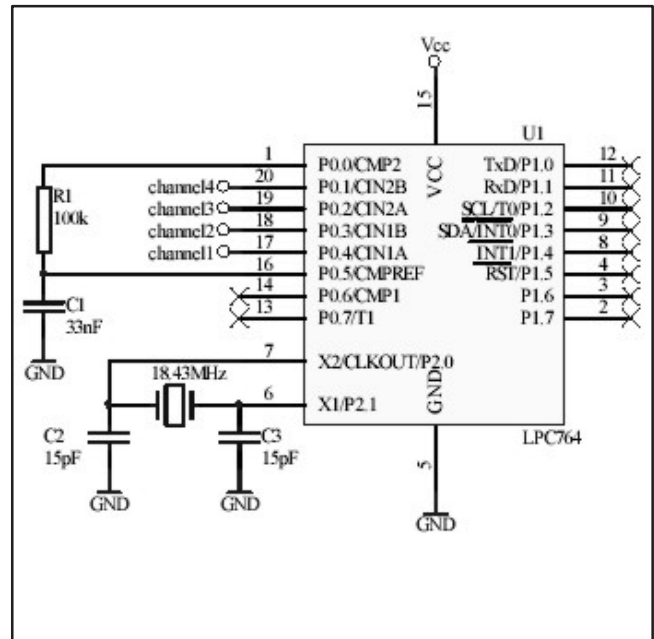 Vcc
15
U1
1
P0.0/CMP2
VCC
TxD/P1.0
12
20
channel4
P0.1/CIN2B
RxD/P1.1
11
R1
100k
19
channel3
P0.2/CIN2A
SCL/T0/P1.2
10
18
channel2
P0.3/CIN1B
SDA/INT0/P1.3
9
17
channel1
P0.4/CIN1A
INT1/P1.4
8
16
P0.5/CMPREF
RST/P1.5
4
14
P0.6/CMP1
P1.6
3
13
P0.7/T1
P1.7
2
C1
33nF
GND
7
X2/CLKOUT/P2.0
18.43MHz
6
X1/P2.1
GND
LPC764
C2
15pF
C3
15pF
5
GND
GND
GND